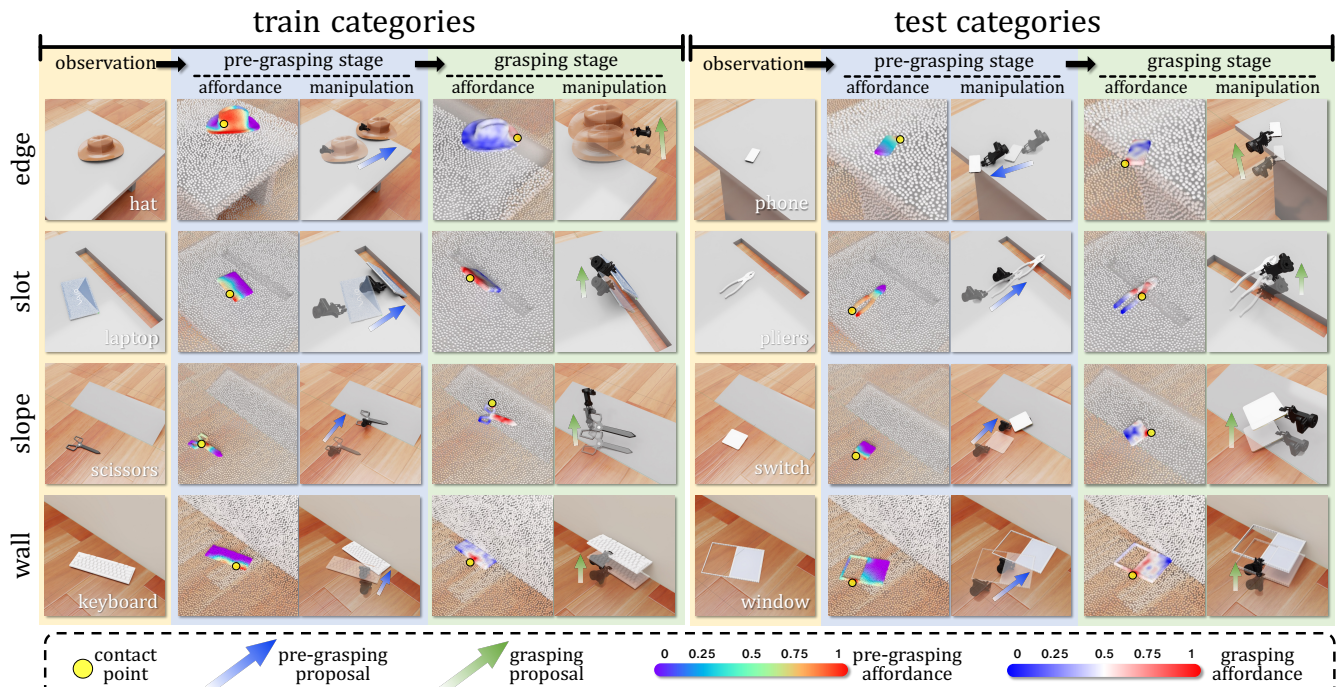 train categories
test categories
observation
pre-grasping stage
grasping stage
affordance
manipulation
affordance
manipulation
observation
pre-grasping stage
grasping stage
affordance
manipulation
affordance
manipulation
edge
hat
phone
slot
laptop
pliers
slope
scissors
switch
wall
keyboard
window
contact
point
pre-grasping
proposal
grasping
proposal
0 0.25 0.75 1
pre-grasping
affordance
0 0.25 0.5 0.75 1
grasping
affordance